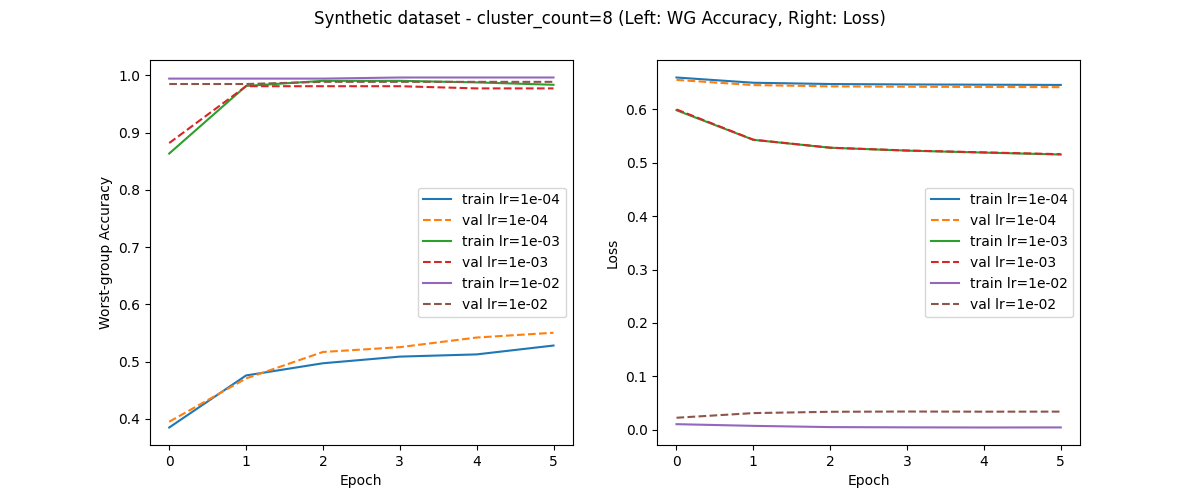 Synthetic dataset - cluster_count=8 (Left: WG Accuracy, Right: Loss)
Worst-group Accuracy
1.0
0.9
0.8
0.7
0.6
0.5
0.4
0
1
2
3
4
5
Epoch
train lr=1e-04
val lr=1e-04
train lr=1e-03
val lr=1e-03
train lr=1e-02
val lr=1e-02
Loss
0.6
0.5
0.4
0.3
0.2
0.1
0.0
0
1
2
3
4
5
Epoch
train lr=1e-04
val lr=1e-04
train lr=1e-03
val lr=1e-03
train lr=1e-02
val lr=1e-02